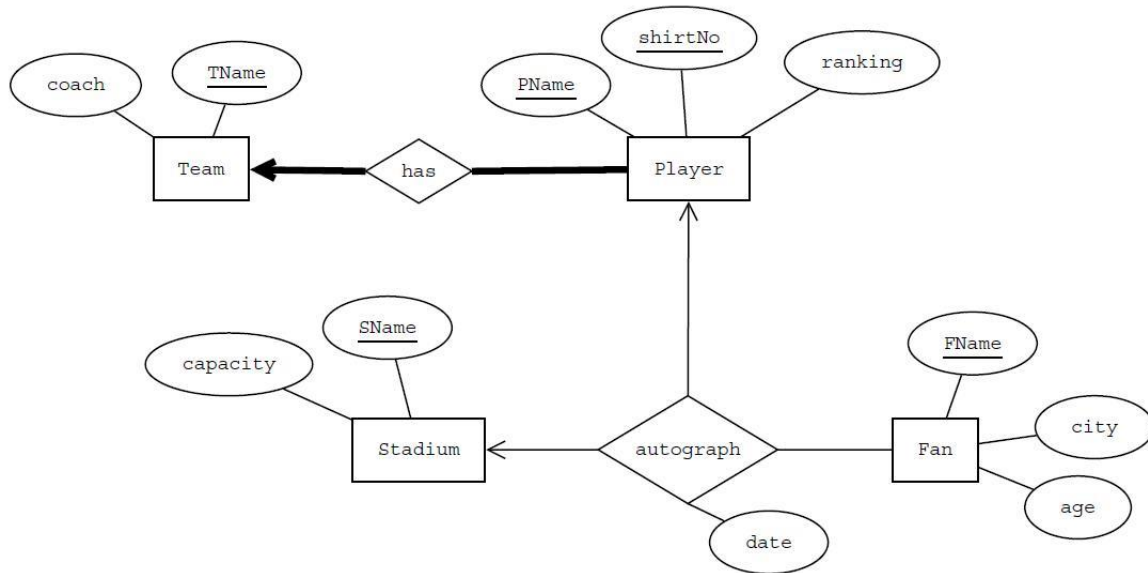 shirtNo
TName
PName
ranking
coach
Team
has
Player
SName
FName
capacity
city
Stadium
autograph
Fan
age
date